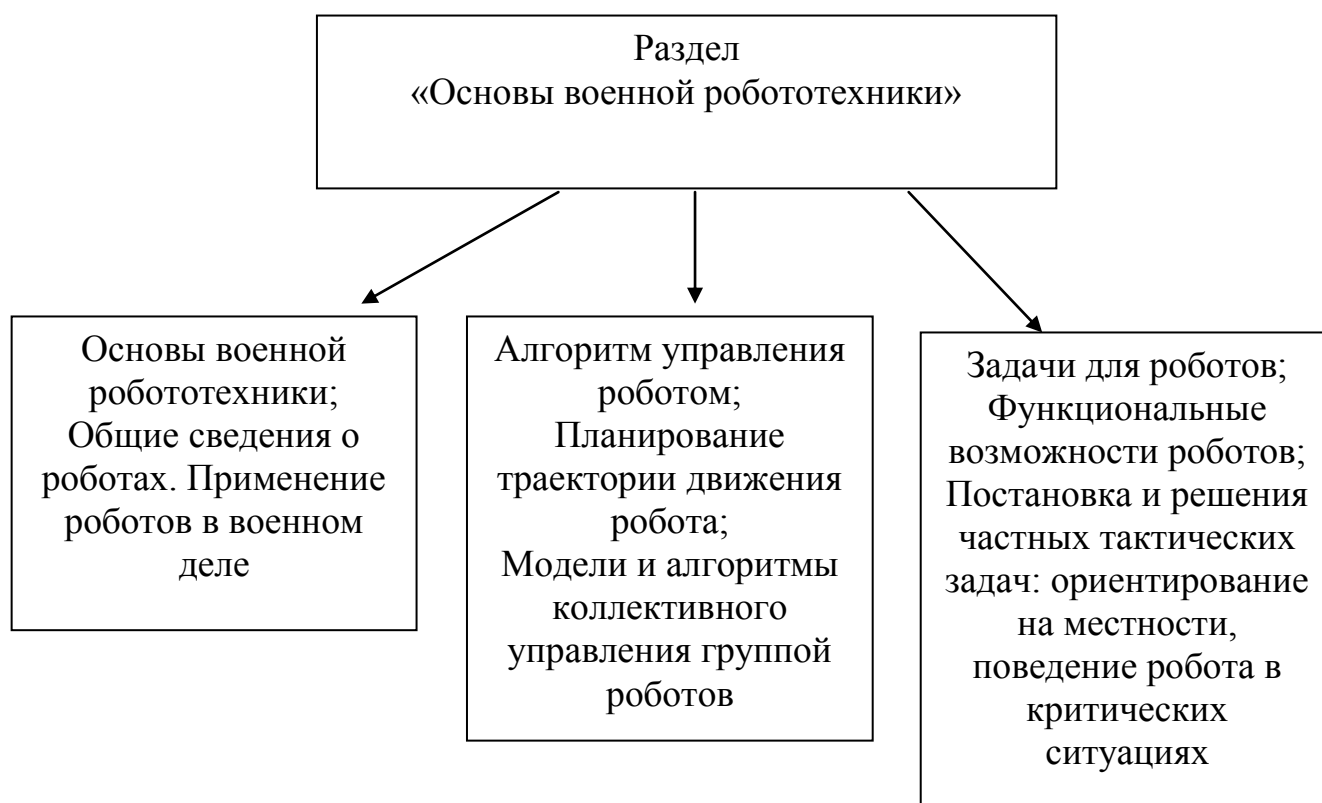 Раздел
«Основы военной робототехники»
Основы военной
робототехники;
Общие сведения о
роботах. Применение
роботов в военном
деле
Алгоритм управления
роботом;
Планирование
траектории движения
робота;
Модели и алгоритмы
коллективного
управления группой
роботов
Задачи для роботов;
Функциональные
возможности роботов;
Постановка и решения
частных тактических
задач: ориентирование
на местности,
поведение робота в
критических
ситуациях